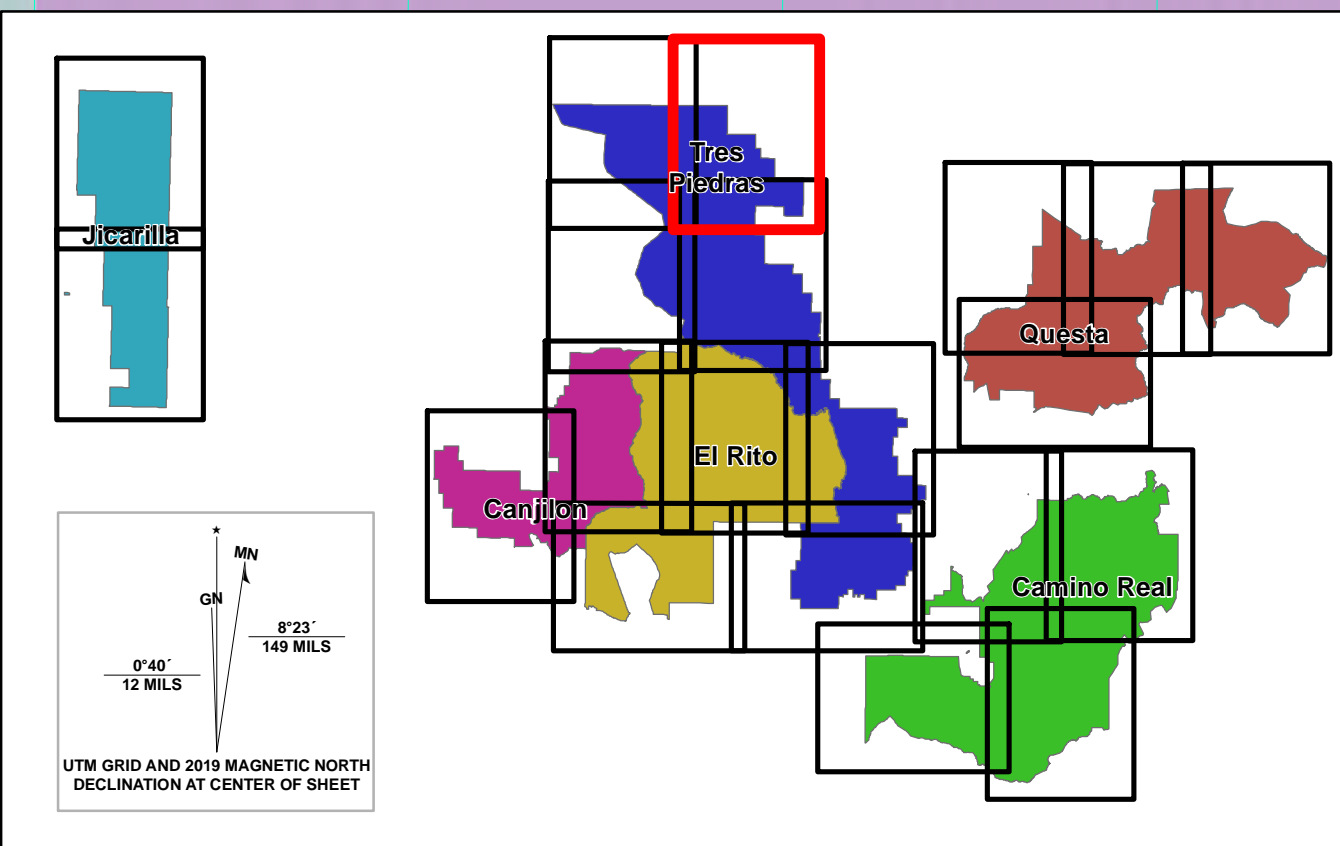 Tres
Piedras
Jicarilla
Questa
El Rito
Canjilon
Camino Real
★
MN
GN
8°23´
149 MILS
0°40´
12 MILS
UTM GRID AND 2019 MAGNETIC NORTH
DECLINATION AT CENTER OF SHEET